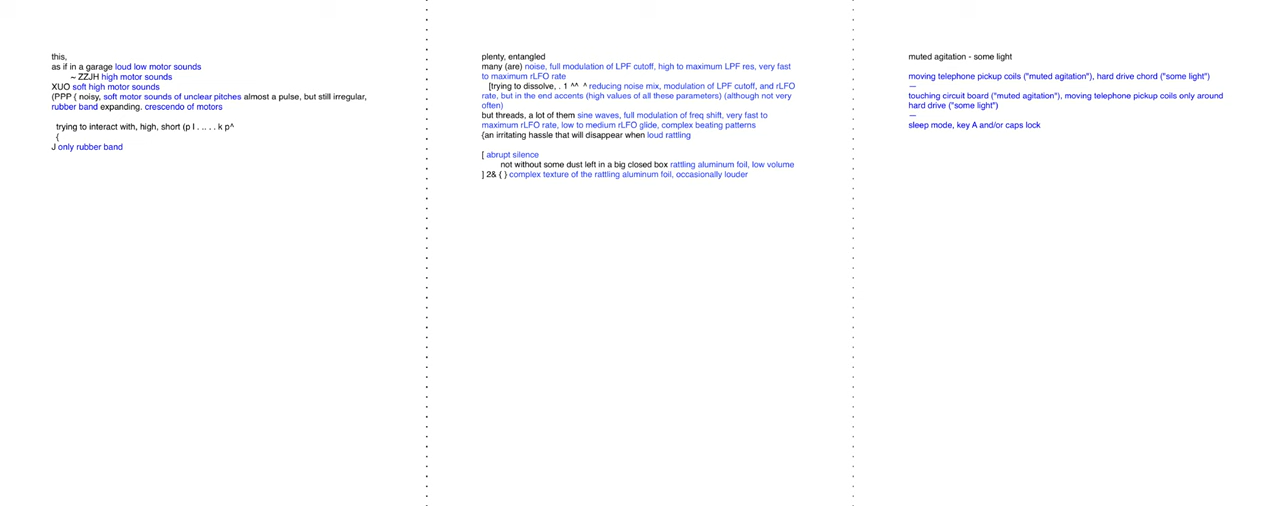 this,
as if in a garage loud low motor sounds
~ ZZJH high motor sounds
XUO soft high motor sounds
(PPP { noisy, soft motor sounds of unclear pitches almost a pulse, but still irregular,
rubber band expanding. crescendo of motors
trying to interact with, high, short (p l . .. . . k p^
{
J only rubber band
plenty, entangled
many (are) noise, full modulation of LPF cutoff, high to maximum LPF res, very fast
to maximum rLFO rate
[trying to dissolve, . 1 ^^ ^ reducing noise mix, modulation of LPF cutoff, and rLFO
rate, but in the end accents (high values of all these parameters) (although not very
often)
but threads, a lot of them sine waves, full modulation of freq shift, very fast to
maximum rLFO rate, low to medium rLFO glide, complex beating patterns
{an irritating hassle that will disappear when loud rattling
[ abrupt silence
not without some dust left in a big closed box rattling aluminum foil, low volume
] 2& { } complex texture of the rattling aluminum foil, occasionally louder
muted agitation - some light
moving telephone pickup coils ("muted agitation"), hard drive chord ("some light")
—
touching circuit board ("muted agitation"), moving telephone pickup coils only around
hard drive ("some light")
—
sleep mode, key A and/or caps lock